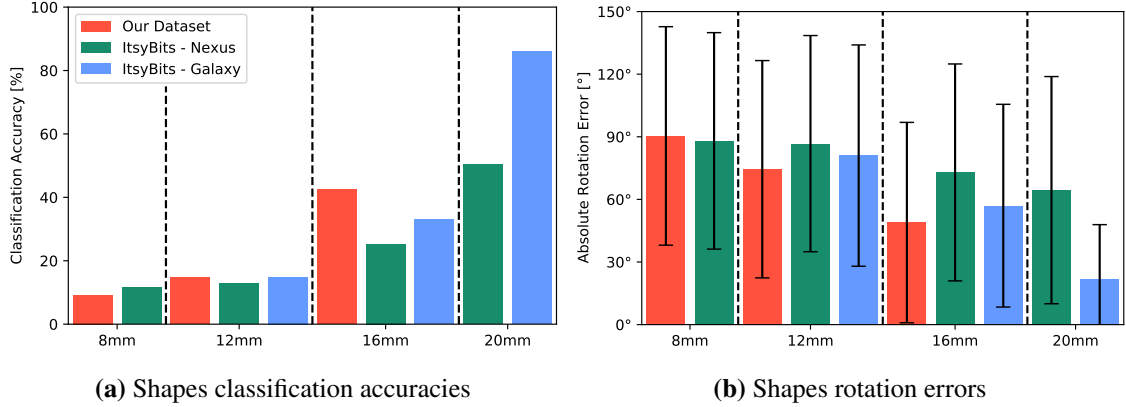 Classification Accuracy [%]
100
80
60
40
20
0
Our Dataset
ItsyBits - Nexus
ItsyBits - Galaxy
8mm
12mm
16mm
20mm
(a) Shapes classification accuracies
Absolute Rotation Error [°]
150°
120°
90°
60°
30°
0°
8mm
12mm
16mm
20mm
(b) Shapes rotation errors